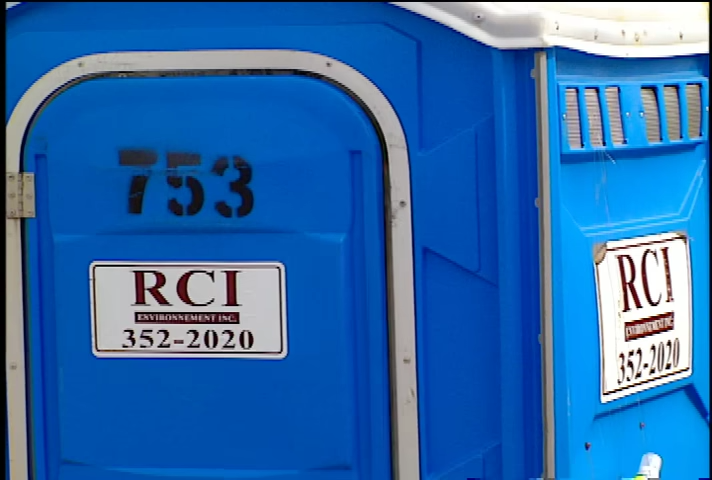 753
RCI
ENVIRONNEMENT INC.
352-2020
RCI
ENVIRONNEMENT INC.
352-2020